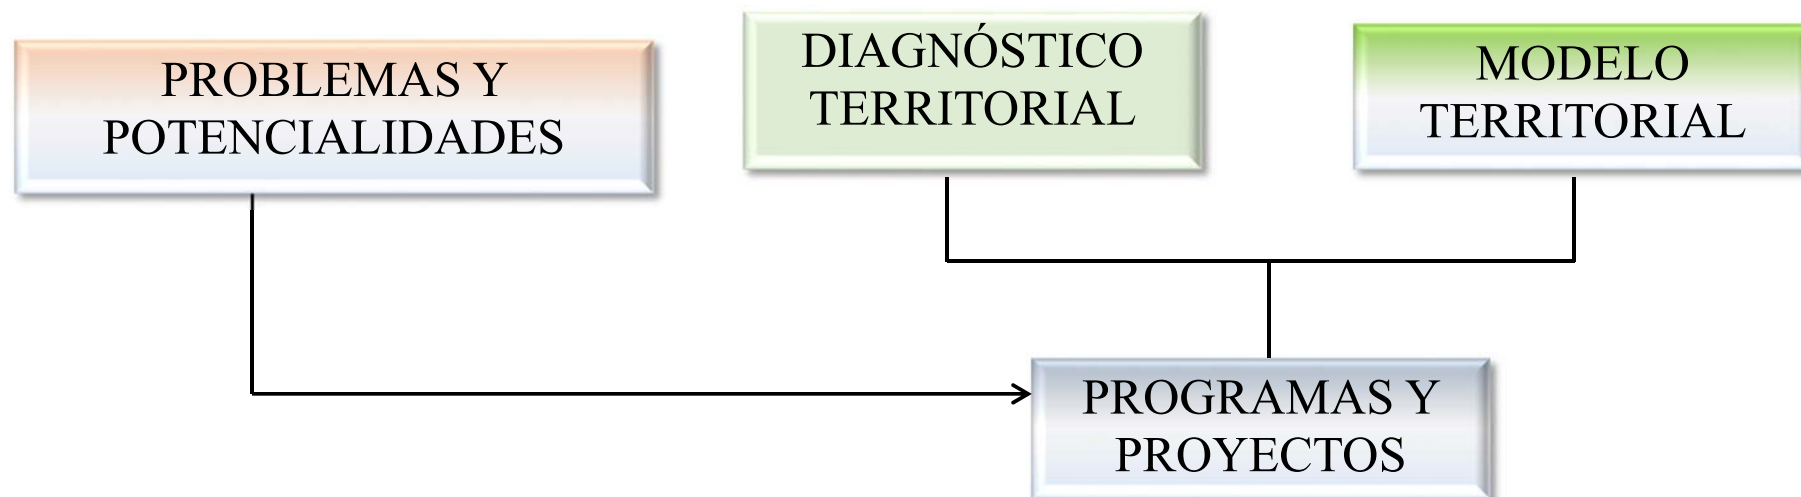 PROBLEMAS Y
POTENCIALIDADES
DIAGNÓSTICO
TERRITORIAL
MODELO
TERRITORIAL
PROGRAMAS Y
PROYECTOS